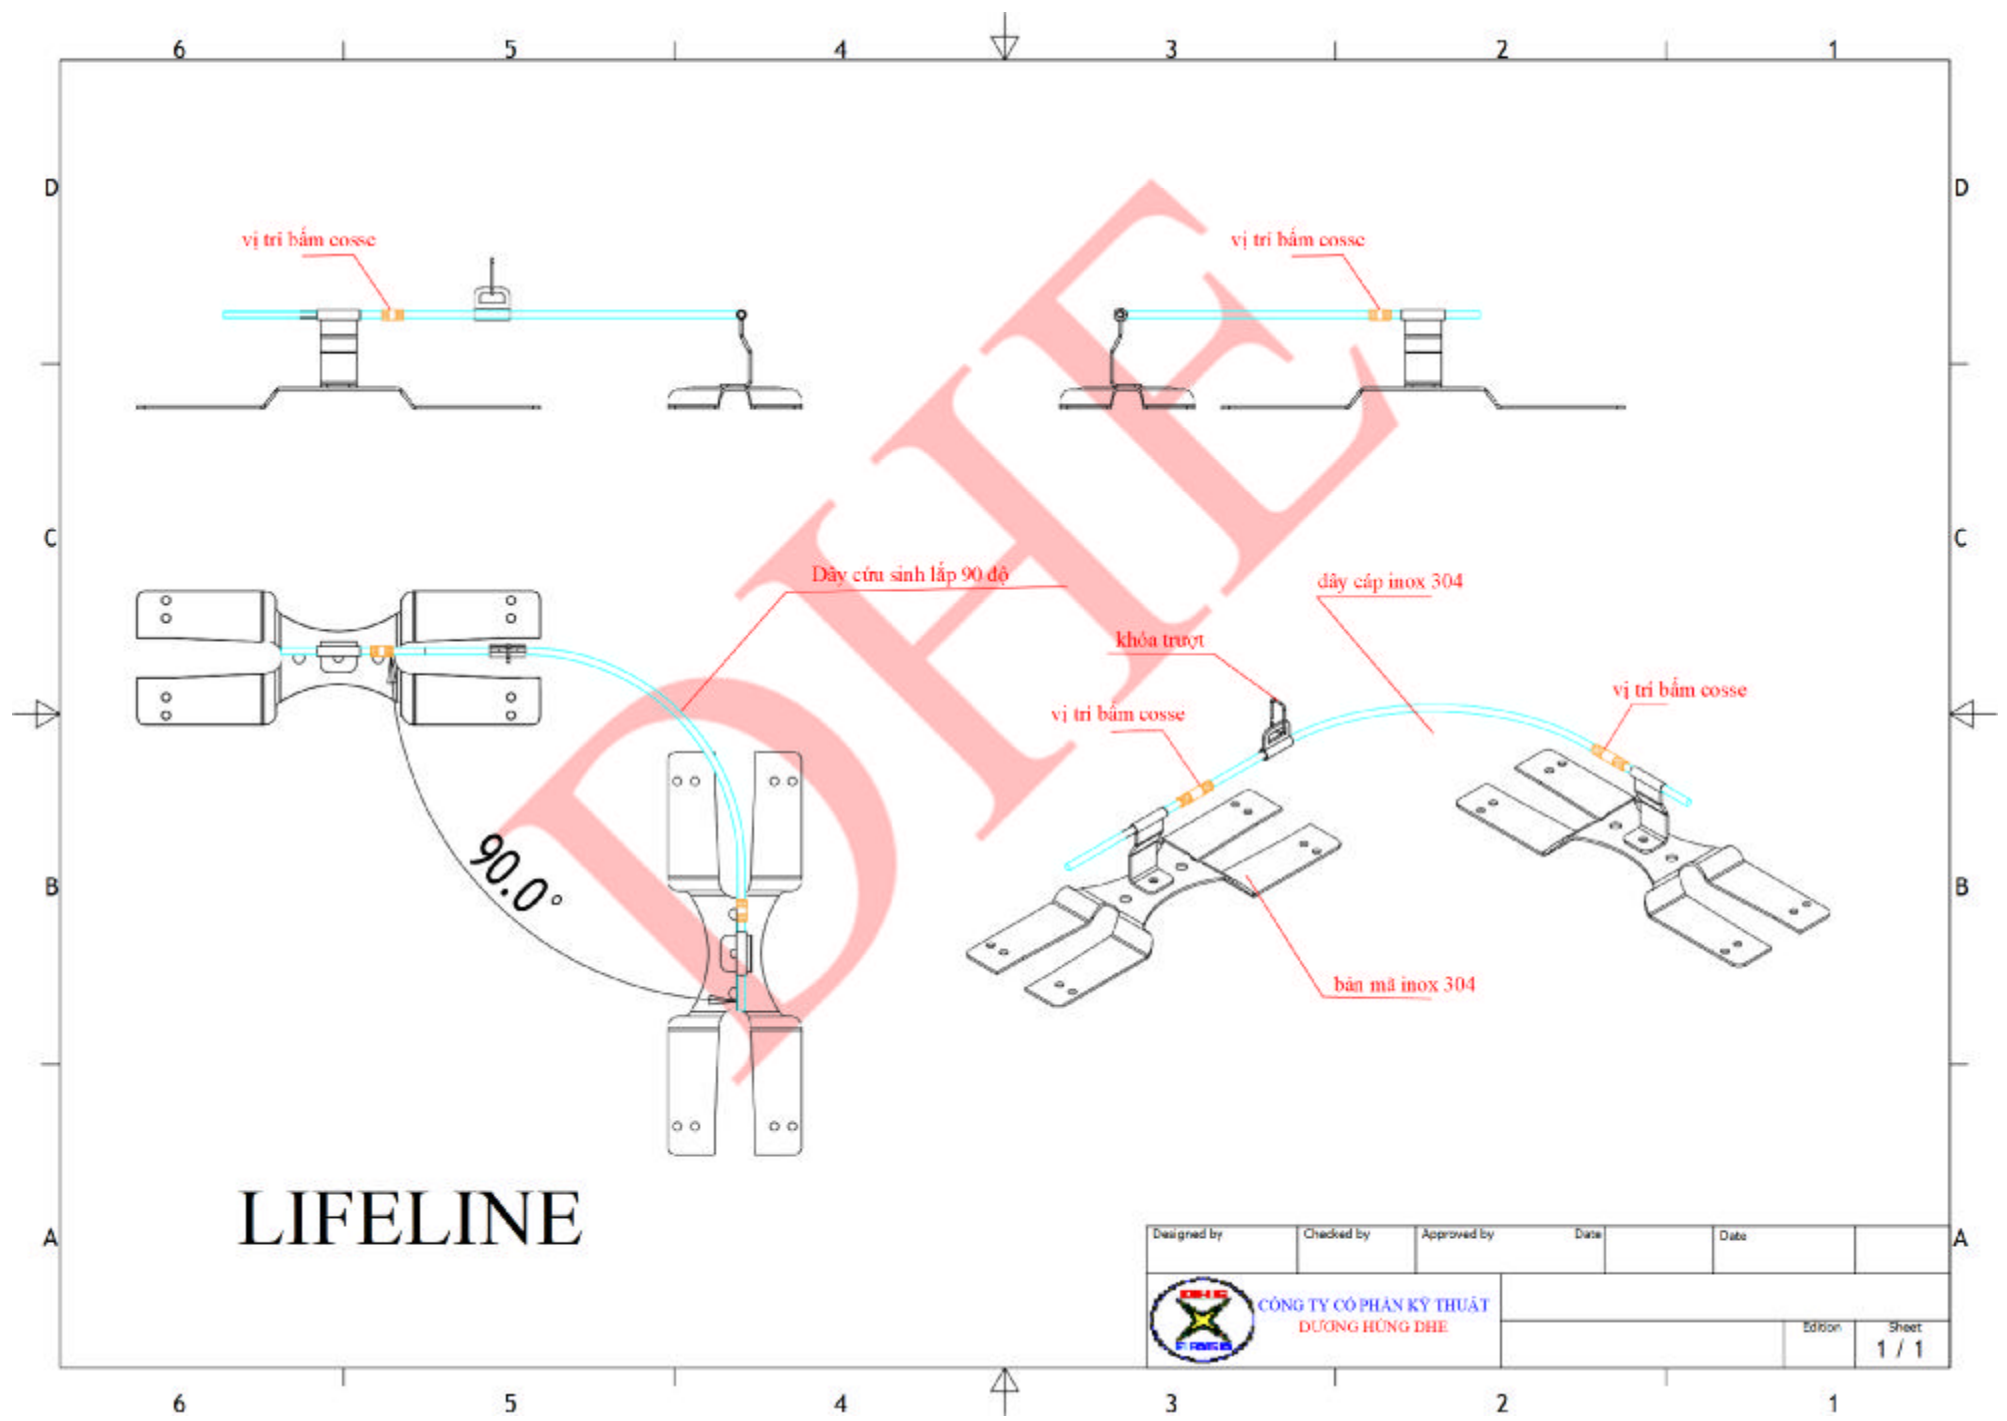 6 5 4 3 2 1
D D
vị trí bấm cosse vị trí bấm cosse
DHE
C C
Dây cứu sinh lắp 90 độ
dây cáp inox 304
khóa trượt
vị trí bấm cosse
vị trí bấm cosse
90.0°
B B
bản mã inox 304
LIFELINE
A A
Designed by Checked by Approved by Date Date
CÔNG TY CỔ PHẦN KỸ THUẬT
DƯƠNG HÙNG DHE
Edition Sheet
1 / 1
6 5 4 3 2 1